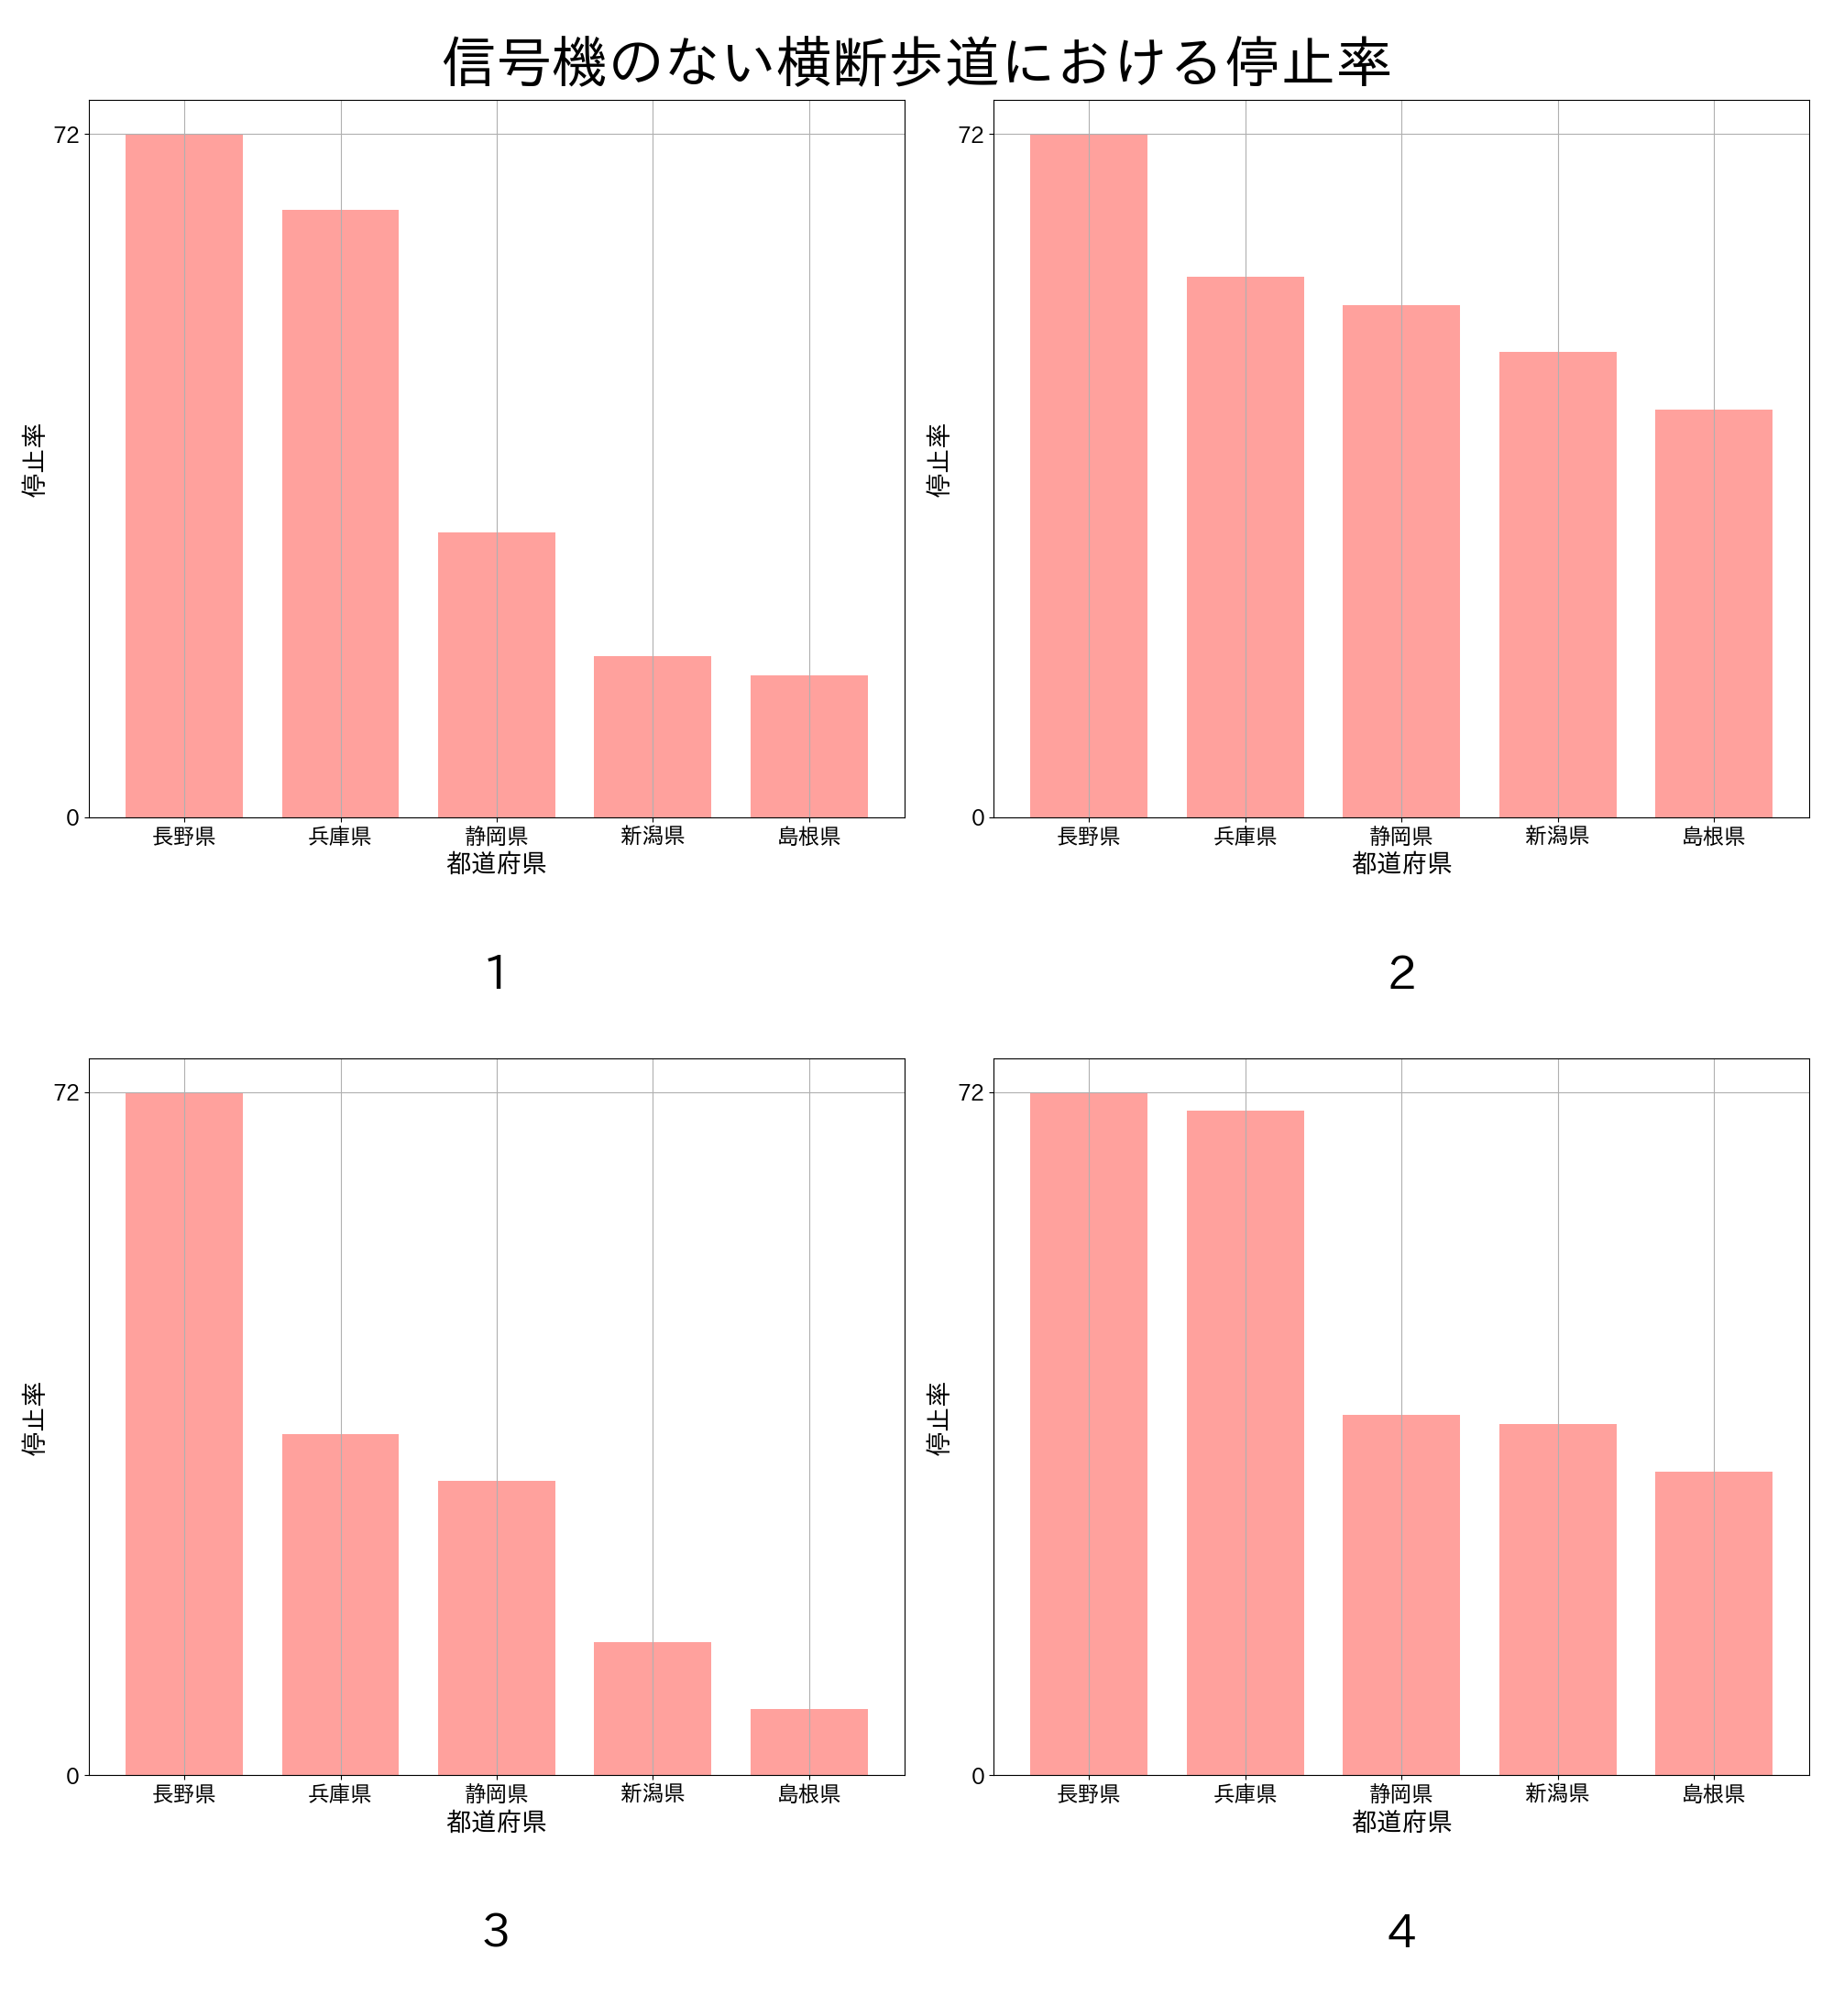 信号機のない横断歩道における停止率
72
0
停止率
長野県 兵庫県 静岡県 新潟県 島根県
都道府県
1
72
0
停止率
長野県 兵庫県 静岡県 新潟県 島根県
都道府県
2
72
0
停止率
長野県 兵庫県 静岡県 新潟県 島根県
都道府県
3
72
0
停止率
長野県 兵庫県 静岡県 新潟県 島根県
都道府県
4